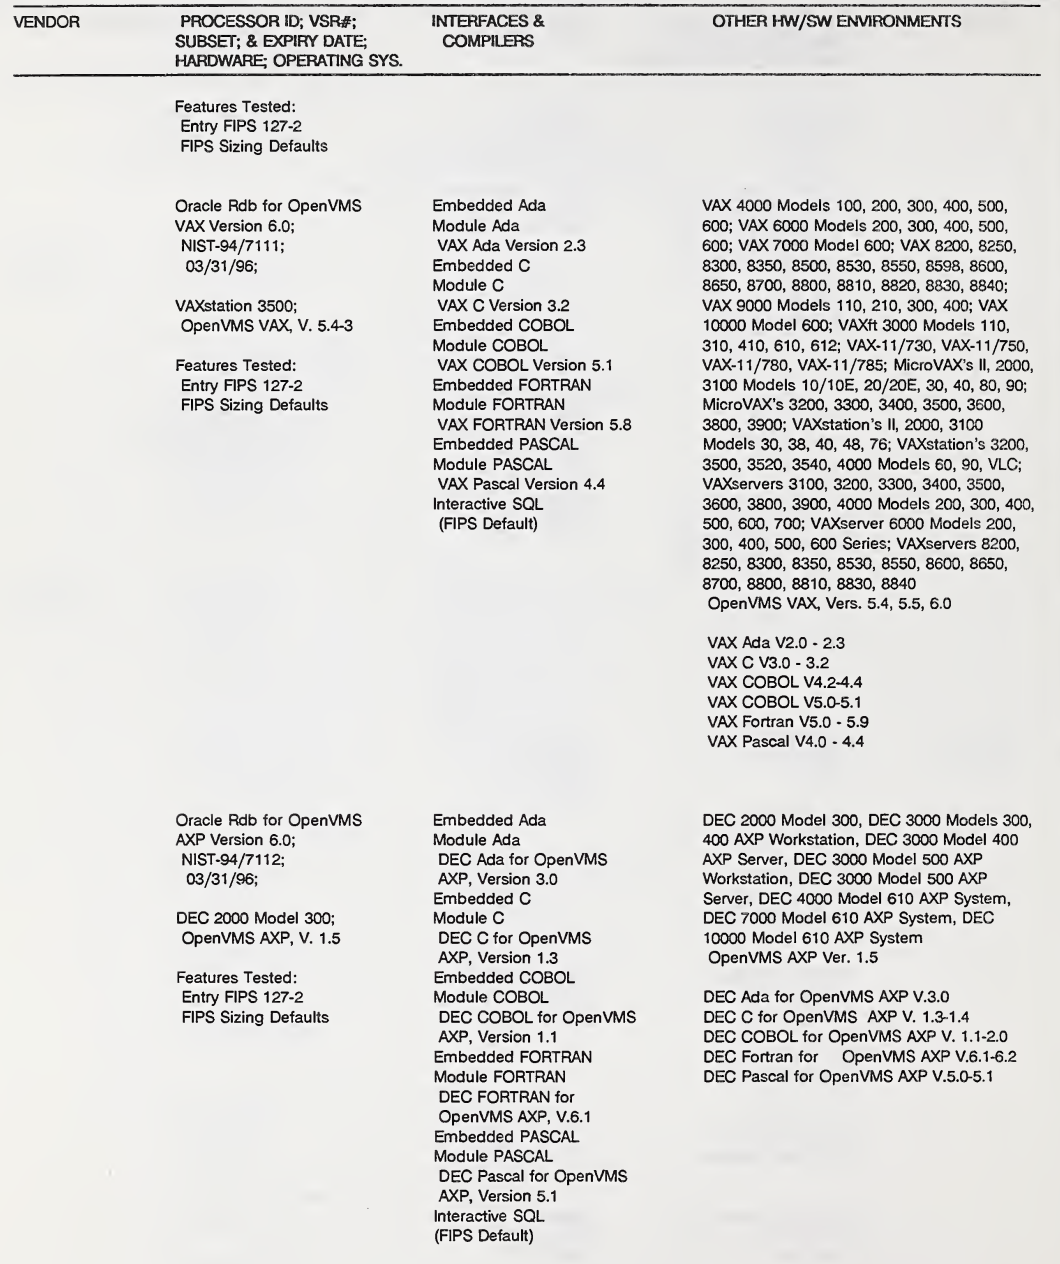 VENDOR
PROCESSOR ID; VSR#;
SUBSET; & EXPIRY DATE;
HARDWARE; OPERATING SYS.
INTERFACES &
COMPILERS
OTHER HW/SW ENVIRONMENTS
Features Tested:
Entry FIPS 127-2
FIPS Sizing Defaults
Oracle Rdb for OpenVMS
VAX Version 6.0;
NIST-94/7111;
03/31/96;
VAXstation 3500;
OpenVMS VAX, V. 5.4-3
Features Tested:
Entry FIPS 127-2
FIPS Sizing Defaults
Embedded Ada
Module Ada
VAX Ada Version 2.3
Embedded C
Module C
VAX C Version 3.2
Embedded COBOL
Module COBOL
VAX COBOL Version 5.1
Embedded FORTRAN
Module FORTRAN
VAX FORTRAN Version 5.8
Embedded PASCAL
Module PASCAL
VAX Pascal Version 4.4
Interactive SQL
(FIPS Default)
VAX 4000 Models 100, 200, 300, 400, 500,
600; VAX 6000 Models 200, 300, 400, 500,
600; VAX 7000 Model 600; VAX 8200, 8250,
8300, 8350, 8500, 8530, 8550, 8598, 8600,
8650, 8700, 8800, 8810, 8820, 8830, 8840;
VAX 9000 Models 110, 210, 300, 400; VAX
10000 Model 600; VAXft 3000 Models 110,
310, 410, 610, 612; VAX-11/730, VAX-11/750,
VAX-11/780, VAX-11/785; MicroVAX's II, 2000,
3100 Models 10/10E, 20/20E, 30, 40, 80, 90;
MicroVAX's 3200, 3300, 3400, 3500, 3600,
3800, 3900; VAXstation's II, 2000, 3100
Models 30, 38, 40, 48, 76; VAXstation's 3200,
3500, 3520, 3540, 4000 Models 60, 90, VLC;
VAXservers 3100, 3200, 3300, 3400, 3500,
3600, 3800, 3900, 4000 Models 200, 300, 400,
500, 600, 700; VAXserver 6000 Models 200,
300, 400, 500, 600 Series; VAXservers 8200,
8250, 8300, 8350, 8530, 8550, 8600, 8650,
8700, 8800, 8810, 8830, 8840
OpenVMS VAX, Vers. 5.4, 5.5, 6.0
VAX Ada V2.0 - 2.3
VAX C V3.0 - 3.2
VAX COBOL V4.2-4.4
VAX COBOL V5.0-5.1
VAX Fortran V5.0 - 5.9
VAX Pascal V4.0 - 4.4
Oracle Rdb for OpenVMS
AXP Version 6.0;
NIST-94/7112;
03/31/96;
DEC 2000 Model 300;
OpenVMS AXP, V. 1.5
Features Tested:
Entry FIPS 127-2
FIPS Sizing Defaults
Embedded Ada
Module Ada
DEC Ada for OpenVMS
AXP, Version 3.0
Embedded C
Module C
DEC C for OpenVMS
AXP, Version 1.3
Embedded COBOL
Module COBOL
DEC COBOL for OpenVMS
AXP, Version 1.1
Embedded FORTRAN
Module FORTRAN
DEC FORTRAN for
OpenVMS AXP, V.6.1
Embedded PASCAL
Module PASCAL
DEC Pascal for OpenVMS
AXP, Version 5.1
Interactive SQL
(FIPS Default)
DEC 2000 Model 300, DEC 3000 Models 300,
400 AXP Workstation, DEC 3000 Model 400
AXP Server, DEC 3000 Model 500 AXP
Workstation, DEC 3000 Model 500 AXP
Server, DEC 4000 Model 610 AXP System,
DEC 7000 Model 610 AXP System, DEC
10000 Model 610 AXP System
OpenVMS AXP Ver. 1.5
DEC Ada for OpenVMS AXP V.3.0
DEC C for OpenVMS AXP V. 1.3-1.4
DEC COBOL for OpenVMS AXP V. 1.1-2.0
DEC Fortran for OpenVMS AXP V.6.1-6.2
DEC Pascal for OpenVMS AXP V.5.0-5.1